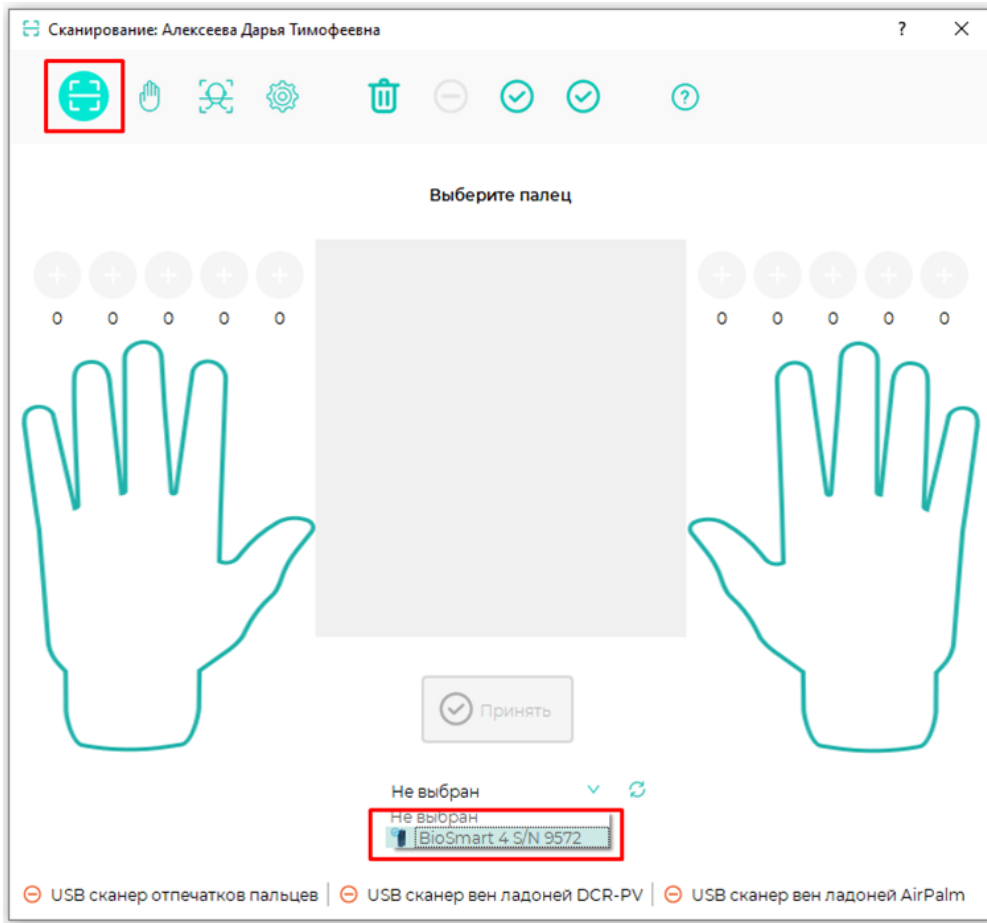 Сканирование: Алексеева Дарья Тимофеевна
Выберите палец
0 0 0 0 0 0 0 0 0 0
Принять
Не выбран
Не выбран
BioSmart 4 S/N 9572
USB сканер отпечатков пальцев USB сканер вен ладоней DCR-PV USB сканер вен ладоней AirPalm